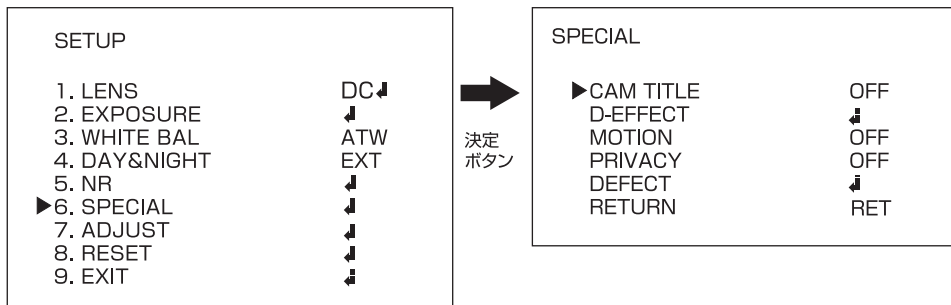 SETUP
1. LENS DC↲
2. EXPOSURE ↲
3. WHITE BAL ATW
4. DAY&NIGHT EXT
5. NR ↲
▶6. SPECIAL ↲
7. ADJUST ↲
8. RESET ↲
9. EXIT ↲
決定
ボタン
SPECIAL
▶CAM TITLE OFF
D-EFFECT ↲
MOTION OFF
PRIVACY OFF
DEFECT ↲
RETURN RET